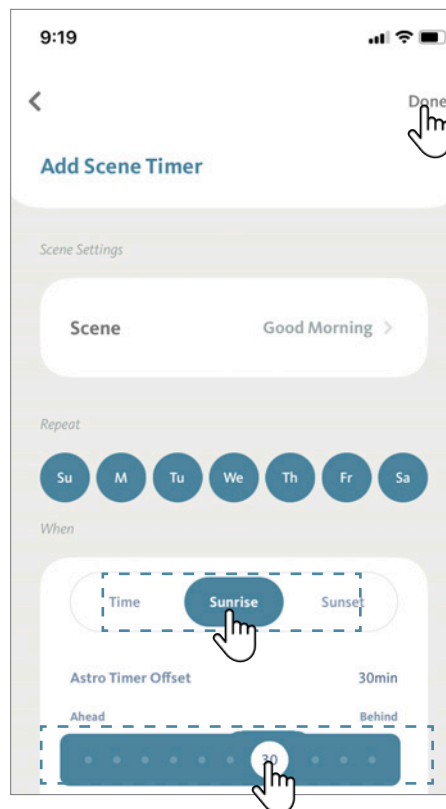 9:19
Done
Add Scene Timer
Scene Settings
Scene Good Morning
Repeat
Su M Tu We Th Fr Sa
When
Time Sunrise Sunset
Astro Timer Offset 30min
Ahead Behind
30